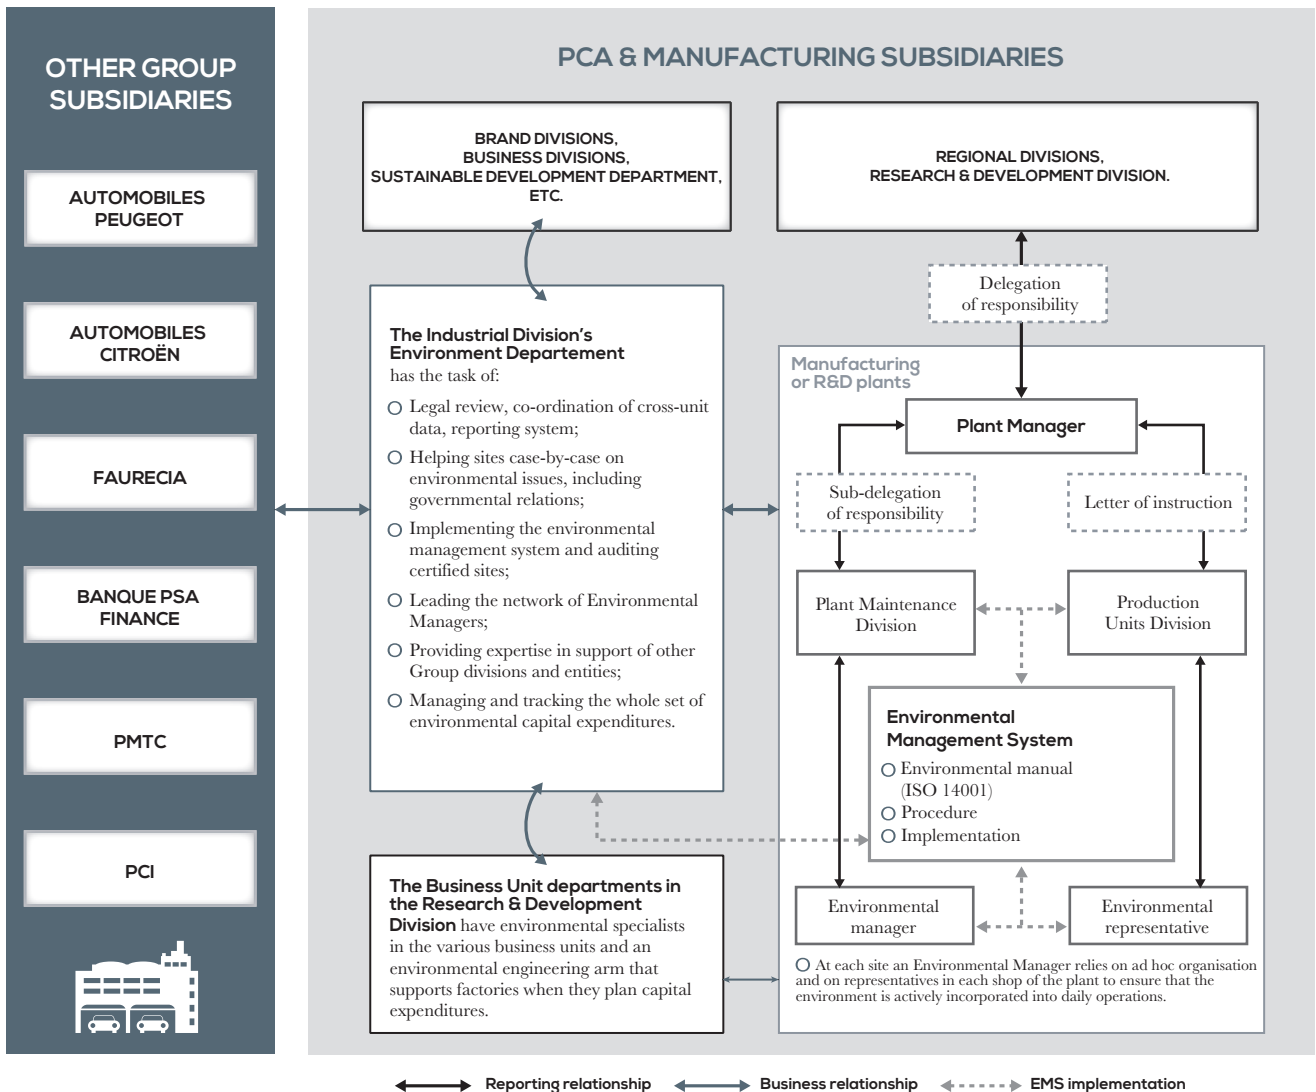 OTHER GROUP
SUBSIDIARIES
AUTOMOBILES
PEUGEOT
AUTOMOBILES
CITROËN
FAURECIA
BANQUE PSA
FINANCE
PMTC
PCI
PCA & MANUFACTURING SUBSIDIARIES
BRAND DIVISIONS,
BUSINESS DIVISIONS,
SUSTAINABLE DEVELOPMENT DEPARTMENT,
ETC.
REGIONAL DIVISIONS,
RESEARCH & DEVELOPMENT DIVISION.
Delegation
of responsibility
The Industrial Division's
Environment Departement
has the task of:
Legal review, co-ordination of cross-unit
data, reporting system;
Helping sites case-by-case on
environmental issues, including
governmental relations;
Implementing the environmental
management system and auditing
certified sites;
Leading the network of Environmental
Managers;
Providing expertise in support of other
Group divisions and entities;
Managing and tracking the whole set of
environmental capital expenditures.
The Business Unit departments in
the Research & Development
Division have environmental specialists
in the various business units and an
environmental engineering arm that
supports factories when they plan capital
expenditures.
Manufacturing
or R&D plants
Plant Manager
Sub-delegation
of responsibility
Letter of instruction
Plant Maintenance
Division
Production
Units Division
Environmental
Management System
Environmental manual
(ISO 14001)
Procedure
Implementation
Environmental
manager
Environmental
representative
At each site an Environmental Manager relies on ad hoc organisation
and on representatives in each shop of the plant to ensure that the
environment is actively incorporated into daily operations.
Reporting relationship
Business relationship
EMS implementation